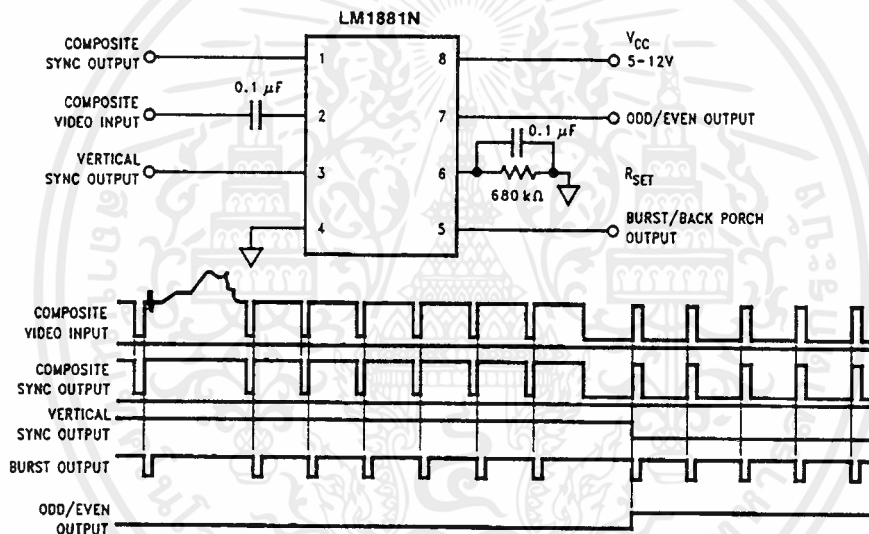 LM1881N
COMPOSITE
SYNC OUTPUT
1
8
VCC
5-12V
0.1 μF
COMPOSITE
VIDEO INPUT
2
7
ODD/EVEN OUTPUT
0.1 μF
VERTICAL
SYNC OUTPUT
3
6
680 kΩ
RSET
4
5
BURST/BACK PORCH
OUTPUT
COMPOSITE
VIDEO INPUT
COMPOSITE
SYNC OUTPUT
VERTICAL
SYNC OUTPUT
BURST OUTPUT
ODD/EVEN
OUTPUT